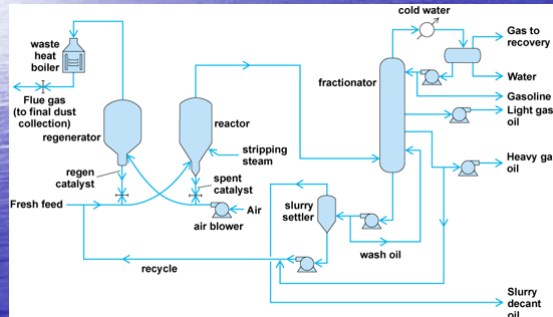 cold water
Gas to
recovery
waste
heat
boiler
fractionator
Water
Gasoline
Flue gas
(to final dust
collection)
Light gas
oil
reactor
regenerator
stripping
steam
Heavy gas
oil
regen
catalyst
spent
catalyst
Fresh feed
Air
air blower
slurry
settler
wash oil
recycle
Slurry
decant
oil